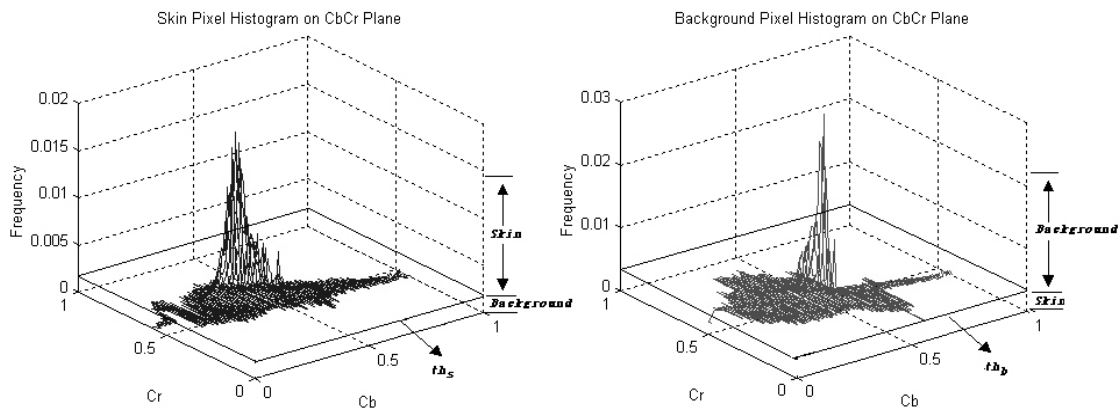 Skin Pixel Histogram on CbCr Plane
0.02
0.015
0.01
0.005
0
Frequency
1
0.5
0
Cr
0
0.5
1
Cb
Skin
Background
th_s
Background Pixel Histogram on CbCr Plane
0.03
0.02
0.01
0
Frequency
1
0.5
0
Cr
0
0.5
1
Cb
Background
Skin
th_b